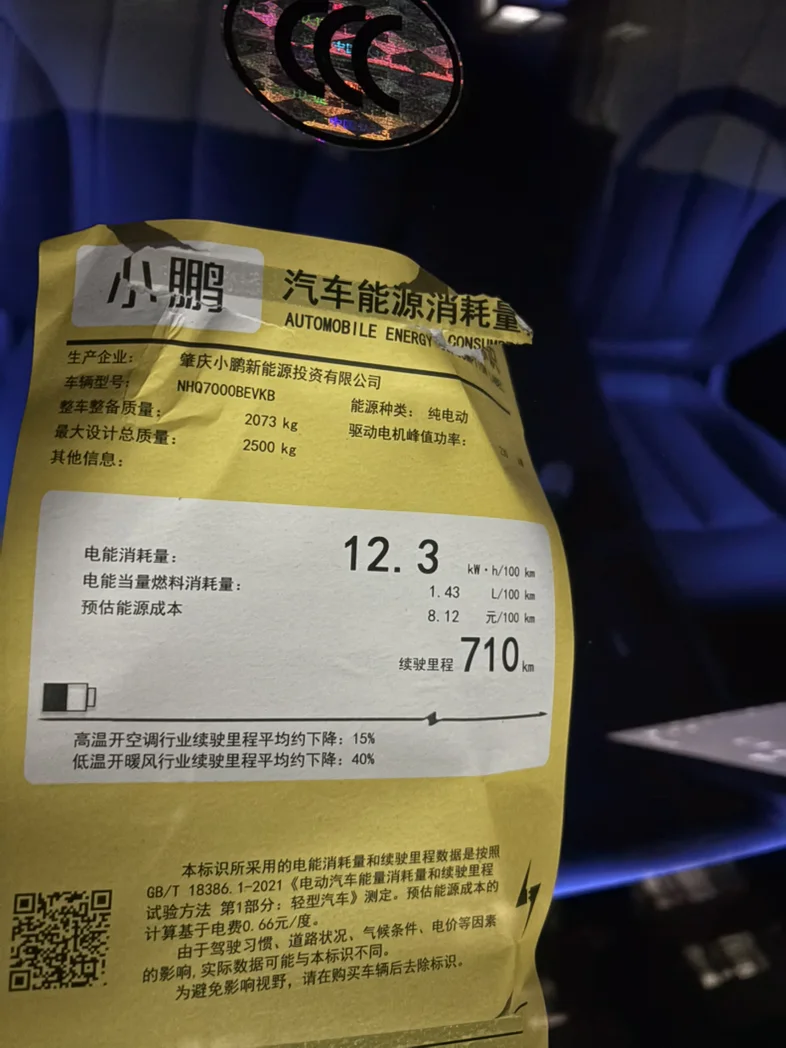 CCC
小鹏
汽车能源消耗量
AUTOMOBILE ENERGY
生产企业： 肇庆小鹏新能源投资有限公司
车辆型号： NHQ7000BEVKB
整车整备质量： 2073 kg 能源种类： 纯电动
最大设计总质量： 2500 kg 驱动电机峰值功率：
其他信息：
电能消耗量： 12.3 kW·h/100 km
电能当量燃料消耗量： 1.43 L/100 km
预估能源成本 8.12 元/100 km
续驶里程 710 km
高温开空调行业续驶里程平均约下降：15%
低温开暖风行业续驶里程平均约下降：40%
本标识所采用的电能消耗量和续驶里程数据是按照
GB/T 18386.1-2021《电动汽车能量消耗量和续驶里程
试验方法 第1部分：轻型汽车》测定。预估能源成本的
计算基于电费0.66元/度。
由于驾驶习惯、道路状况、气候条件、电价等因素
的影响,实际数据可能与本标识不同。
为避免影响视野，请在购买车辆后去除标识。